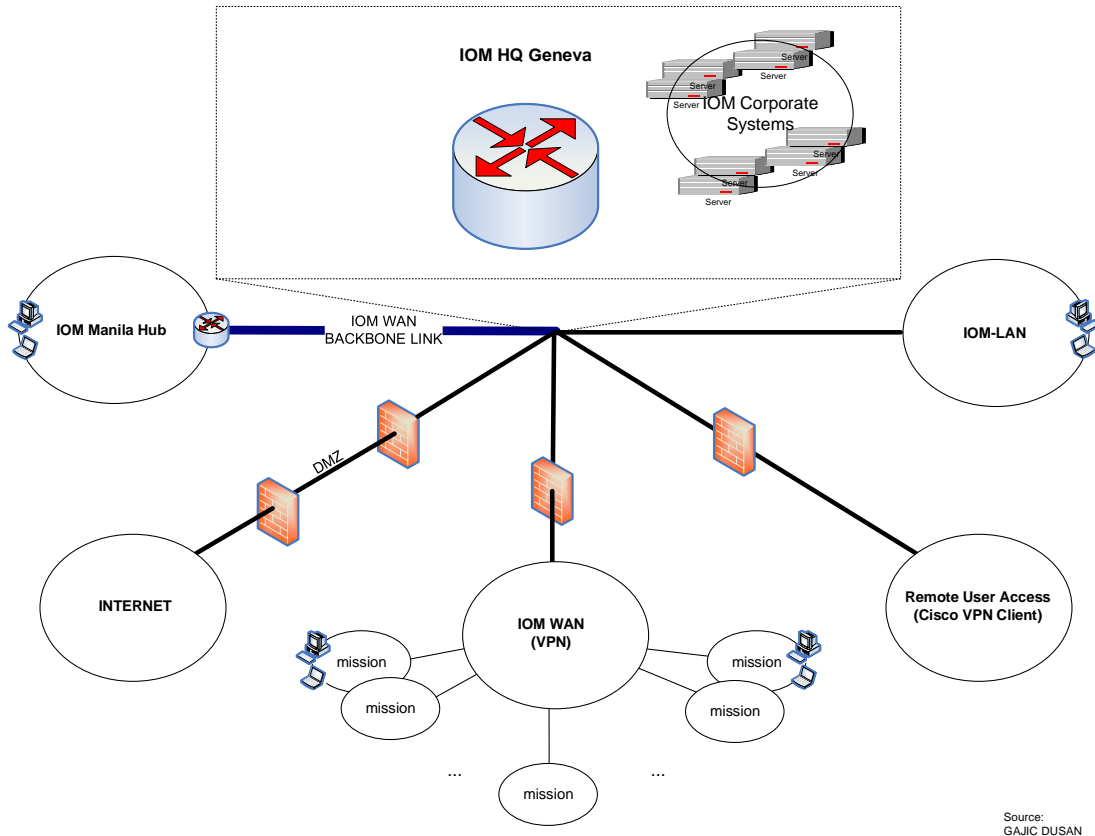 IOM HQ Geneva
Server
Server
Server
Server
IOM Corporate
Systems
Server
Server
Server
Server
IOM Manila Hub
IOM WAN
BACKBONE LINK
IOM-LAN
DMZ
INTERNET
IOM WAN
(VPN)
Remote User Access
(Cisco VPN Client)
mission
mission
mission
mission
...
...
mission
Source:
GAJIC DUSAN